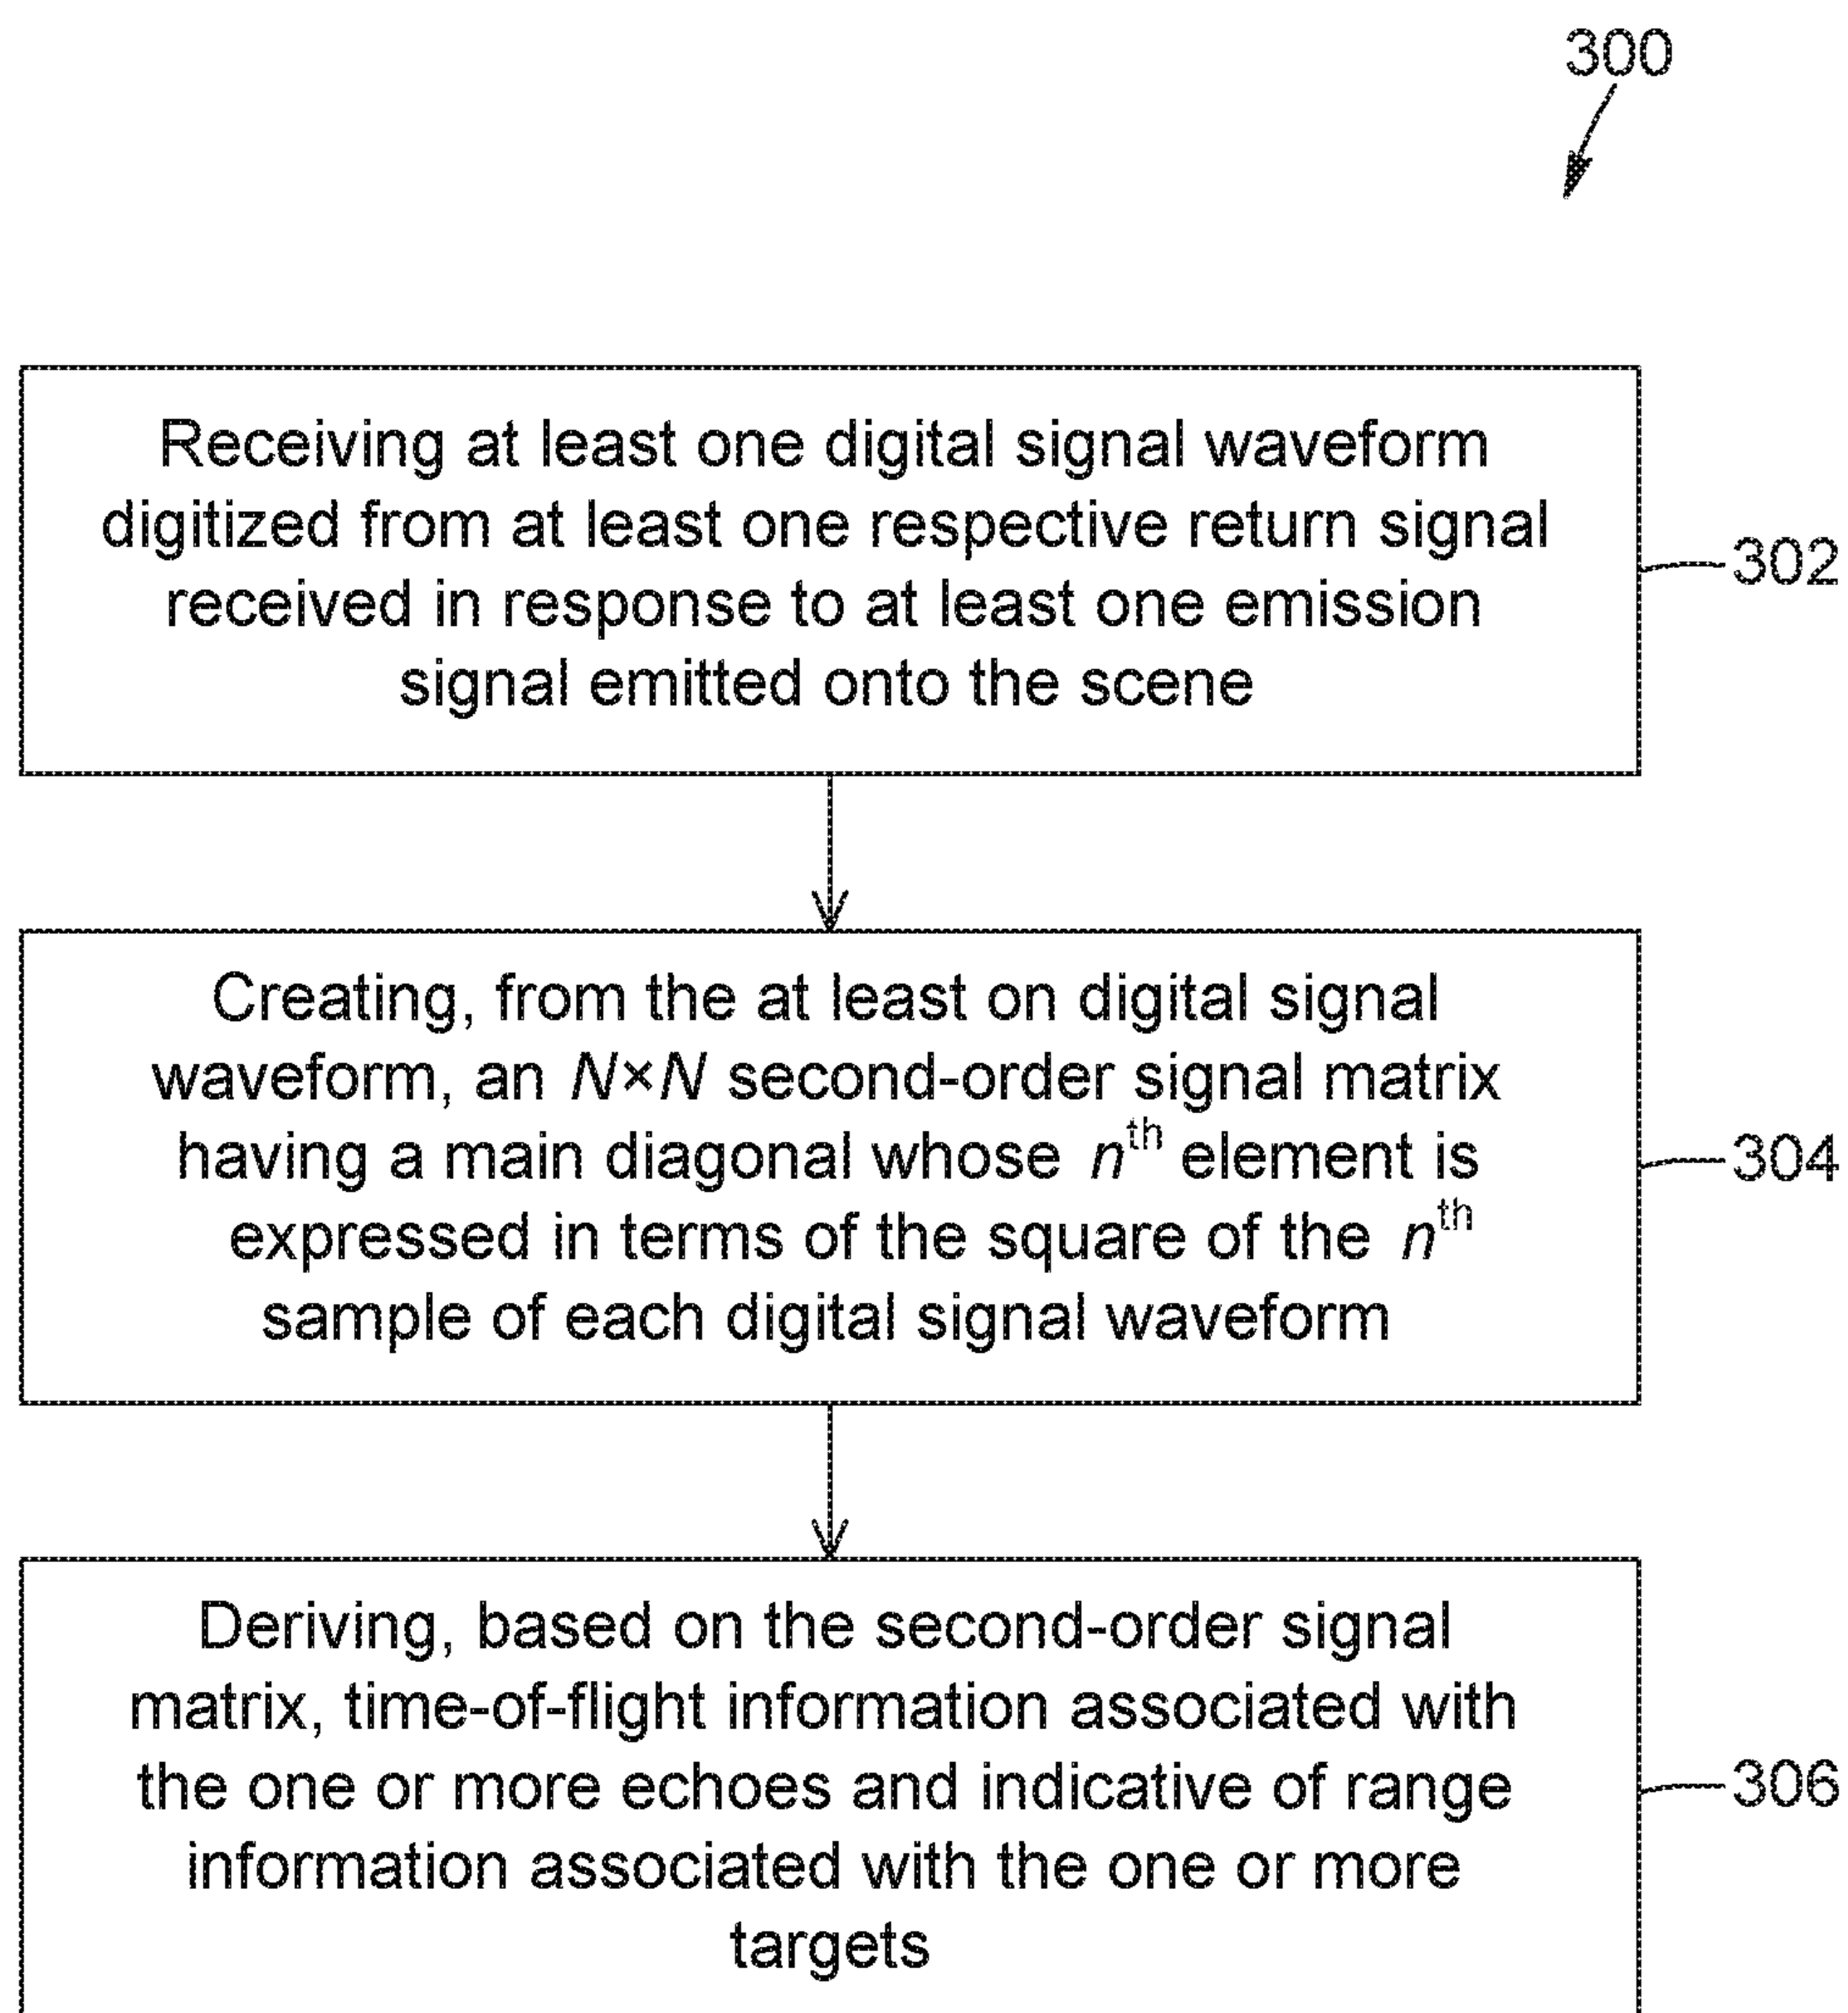 300
Receiving at least one digital signal waveform
digitized from at least one respective return signal
received in response to at least one emission
signal emitted onto the scene
302
Creating, from the at least on digital signal
waveform, an N×N second-order signal matrix
having a main diagonal whose nth element is
expressed in terms of the square of the nth
sample of each digital signal waveform
304
Deriving, based on the second-order signal
matrix, time-of-flight information associated with
the one or more echoes and indicative of range
information associated with the one or more
targets
306